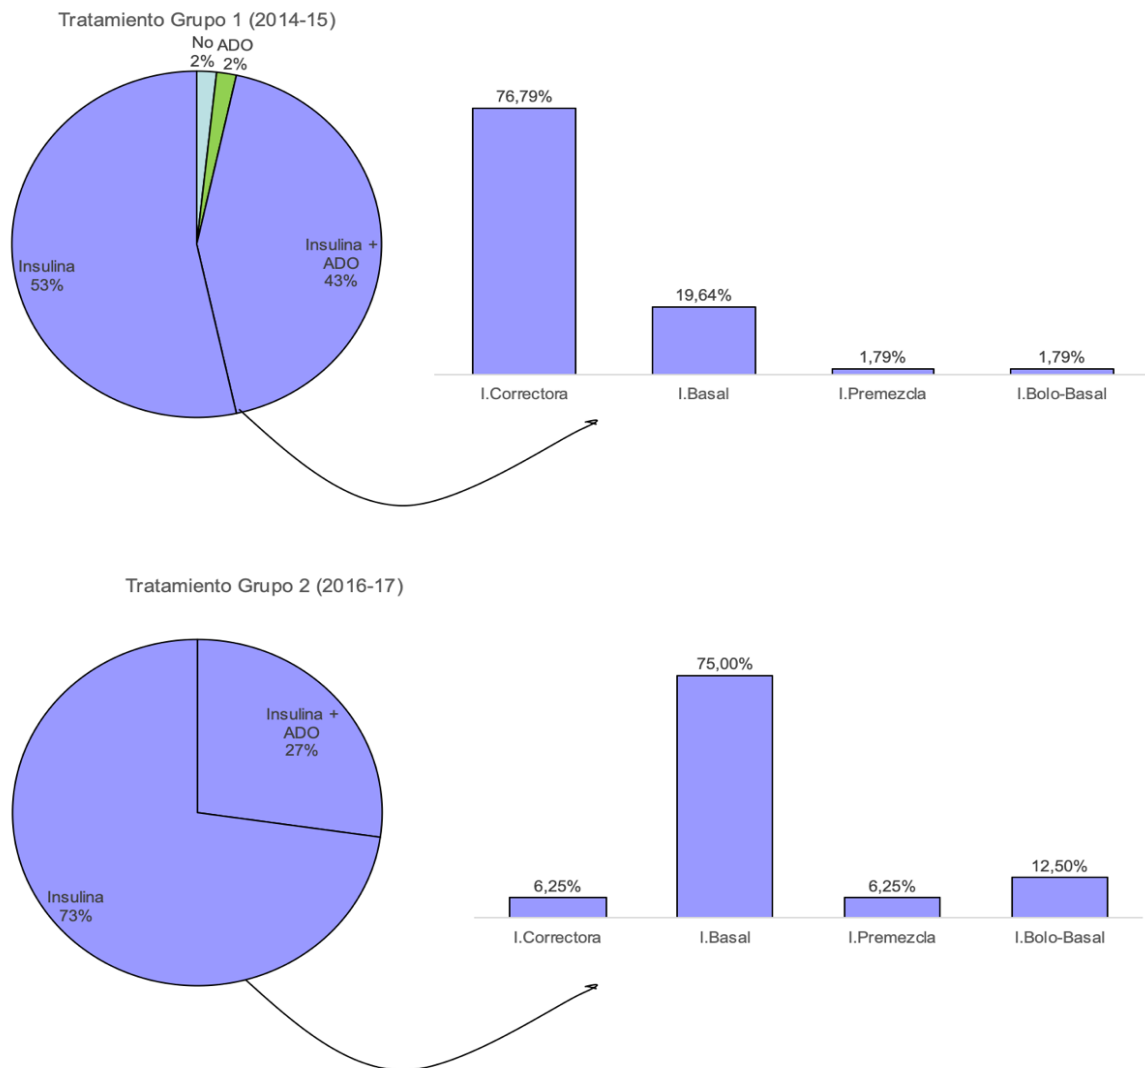 Tratamiento Grupo 1 (2014-15)
No ADO
2% 2%
Insulina +
ADO
43%
Insulina
53%
76,79%
19,64%
1,79%
1,79%
I.Correctora
I.Basal
I.Premezcla
I.Bolo-Basal
Tratamiento Grupo 2 (2016-17)
Insulina +
ADO
27%
Insulina
73%
6,25%
75,00%
6,25%
12,50%
I.Correctora
I.Basal
I.Premezcla
I.Bolo-Basal